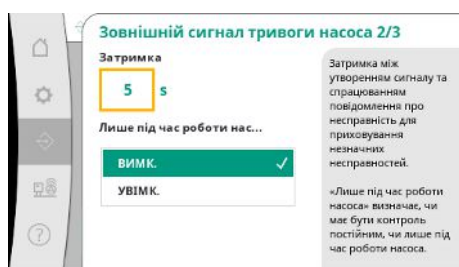 Зовнішній сигнал тривоги насоса 2/3
Затримка
5 s
Лише під час роботи нас...
ВИМК.
УВІМК.
Затримка між
утворенням сигналу та
спрацюванням
повідомлення про
несправність для
приховування
незначних
несправностей.
«Лише під час роботи
насоса» визначає, чи
має бути контроль
постійним, чи лише під
час роботи насоса.